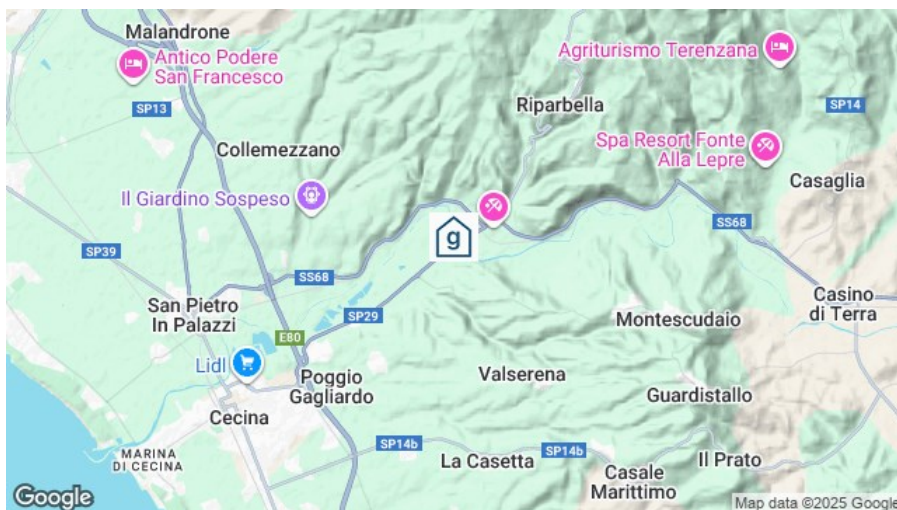 Malandrone
Antico Podere
San Francesco
Agriturismo Terenzana
SP13
Riparbella
SP14
Collemezzano
Spa Resort Fonte
Alla Lepre
Casaglia
Il Giardino Sospeso
g
SS68
SP39
SS68
San Pietro
In Palazzi
SP29
E80
Montescudaio
Casino
di Terra
Lidl
Poggio
Gagliardo
Valserena
Guardistallo
Cecina
MARINA
DI CECINA
SP14b
La Casetta
SP14b
Il Prato
Casale
Marittimo
Google
Map data ©2025 Google